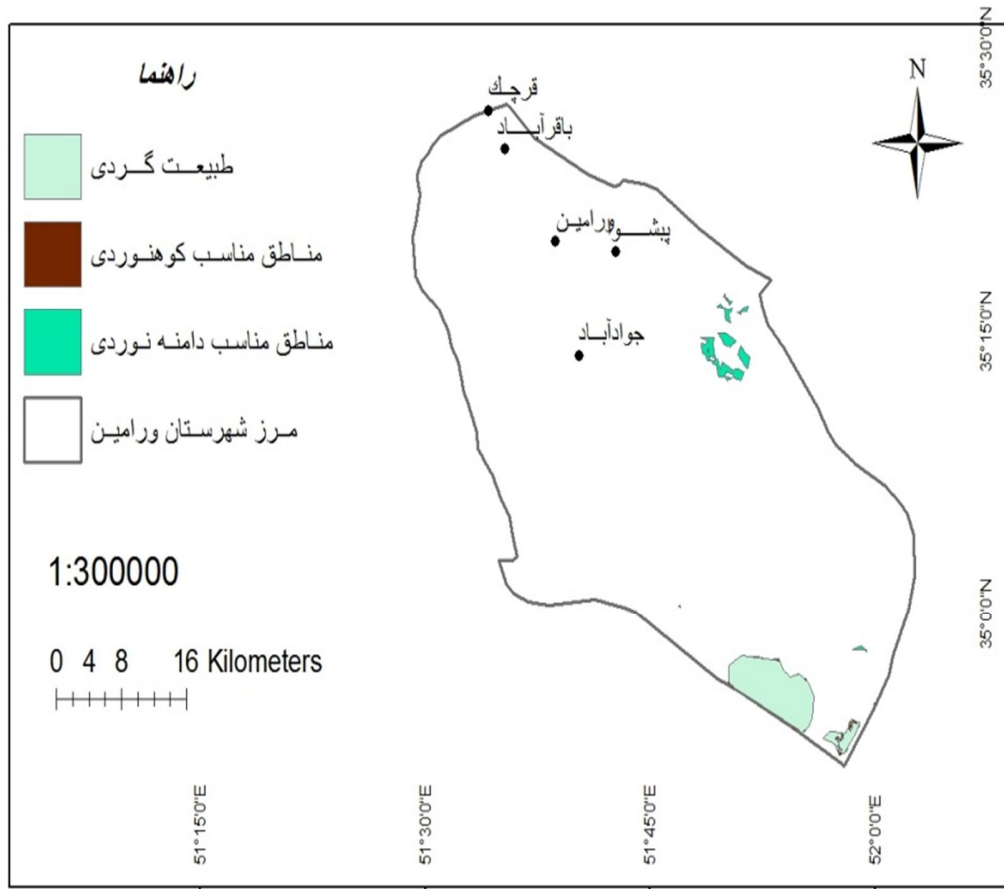 راهنما
طبیعت گردی
مناطق مناسب کوهنوردی
مناطق مناسب دامنه نوردی
مرز شهرستان ورامین
1:300000
0 4 8 16 Kilometers
N
قرچك
باقرآباد
ورامین
پیشوا
جوادآباد
35°30'0"N
35°15'0"N
35°0'0"N
51°15'0"E
51°30'0"E
51°45'0"E
52°0'0"E